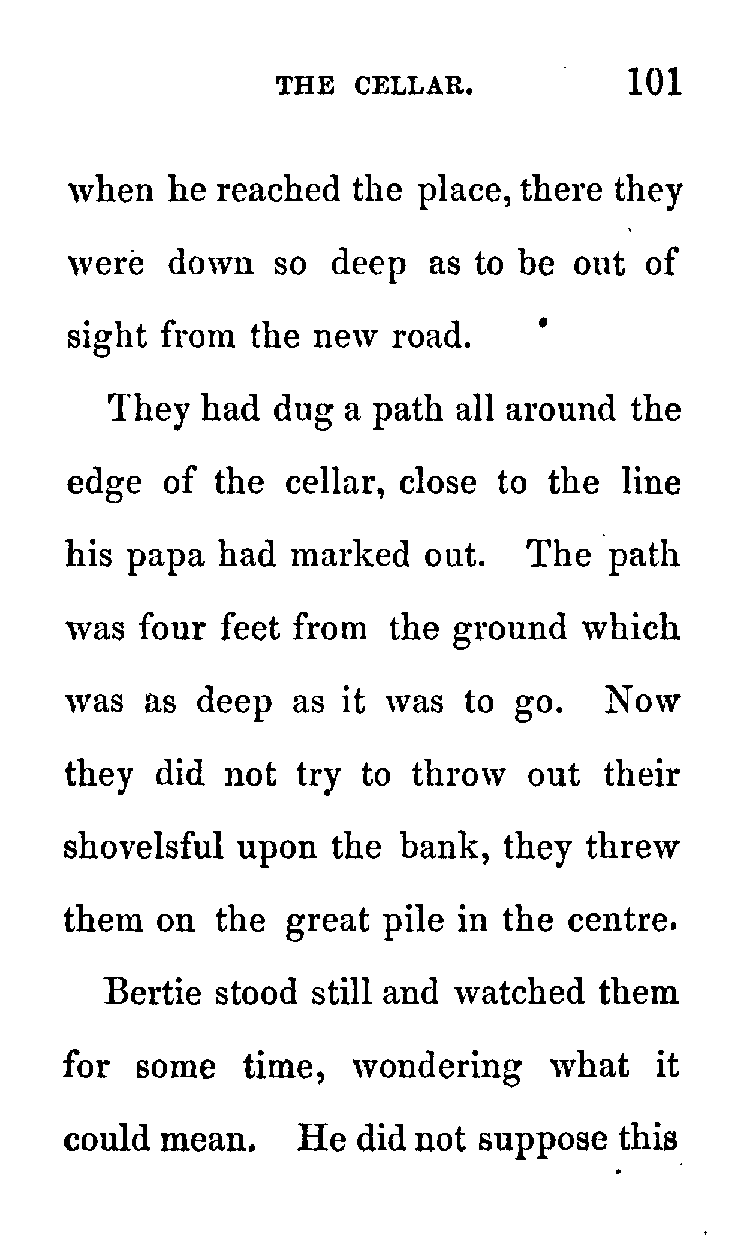 THE CELLAR. 101
when he reached the place, there they
were down so deep as to be out of
sight from the new road.
They had dug a path all around the
edge of the cellar, close to the line
his papa had marked out. The path
was four feet from the ground which
was as deep as it was to go. Now
they did not try to throw out their
shovelsful upon the bank, they threw
them on the great pile in the centre.
Bertie stood still and watched them
for some time, wondering what it
could mean. He did not suppose this